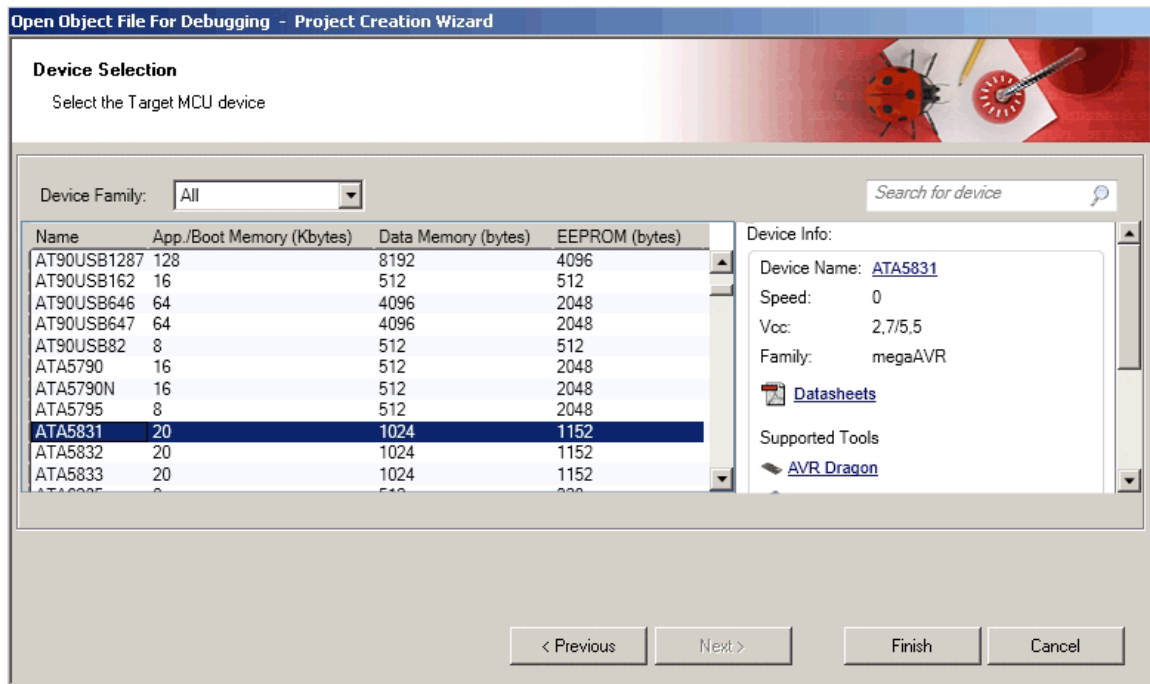 Open Object File For Debugging - Project Creation Wizard
Device Selection
Select the Target MCU device
Device Family: All
Search for device
Name App./Boot Memory (Kbytes) Data Memory (bytes) EEPROM (bytes)
AT90USB1287 128 8192 4096
AT90USB162 16 512 512
AT90USB646 64 4096 2048
AT90USB647 64 4096 2048
AT90USB82 8 512 512
ATA5790 16 512 2048
ATA5790N 16 512 2048
ATA5795 8 512 2048
ATA5831 20 1024 1152
ATA5832 20 1024 1152
ATA5833 20 1024 1152
Device Info:
Device Name: ATA5831
Speed: 0
Vcc: 2,7/5,5
Family: megaAVR
Datasheets
Supported Tools
AVR Dragon
< Previous
Next >
Finish
Cancel